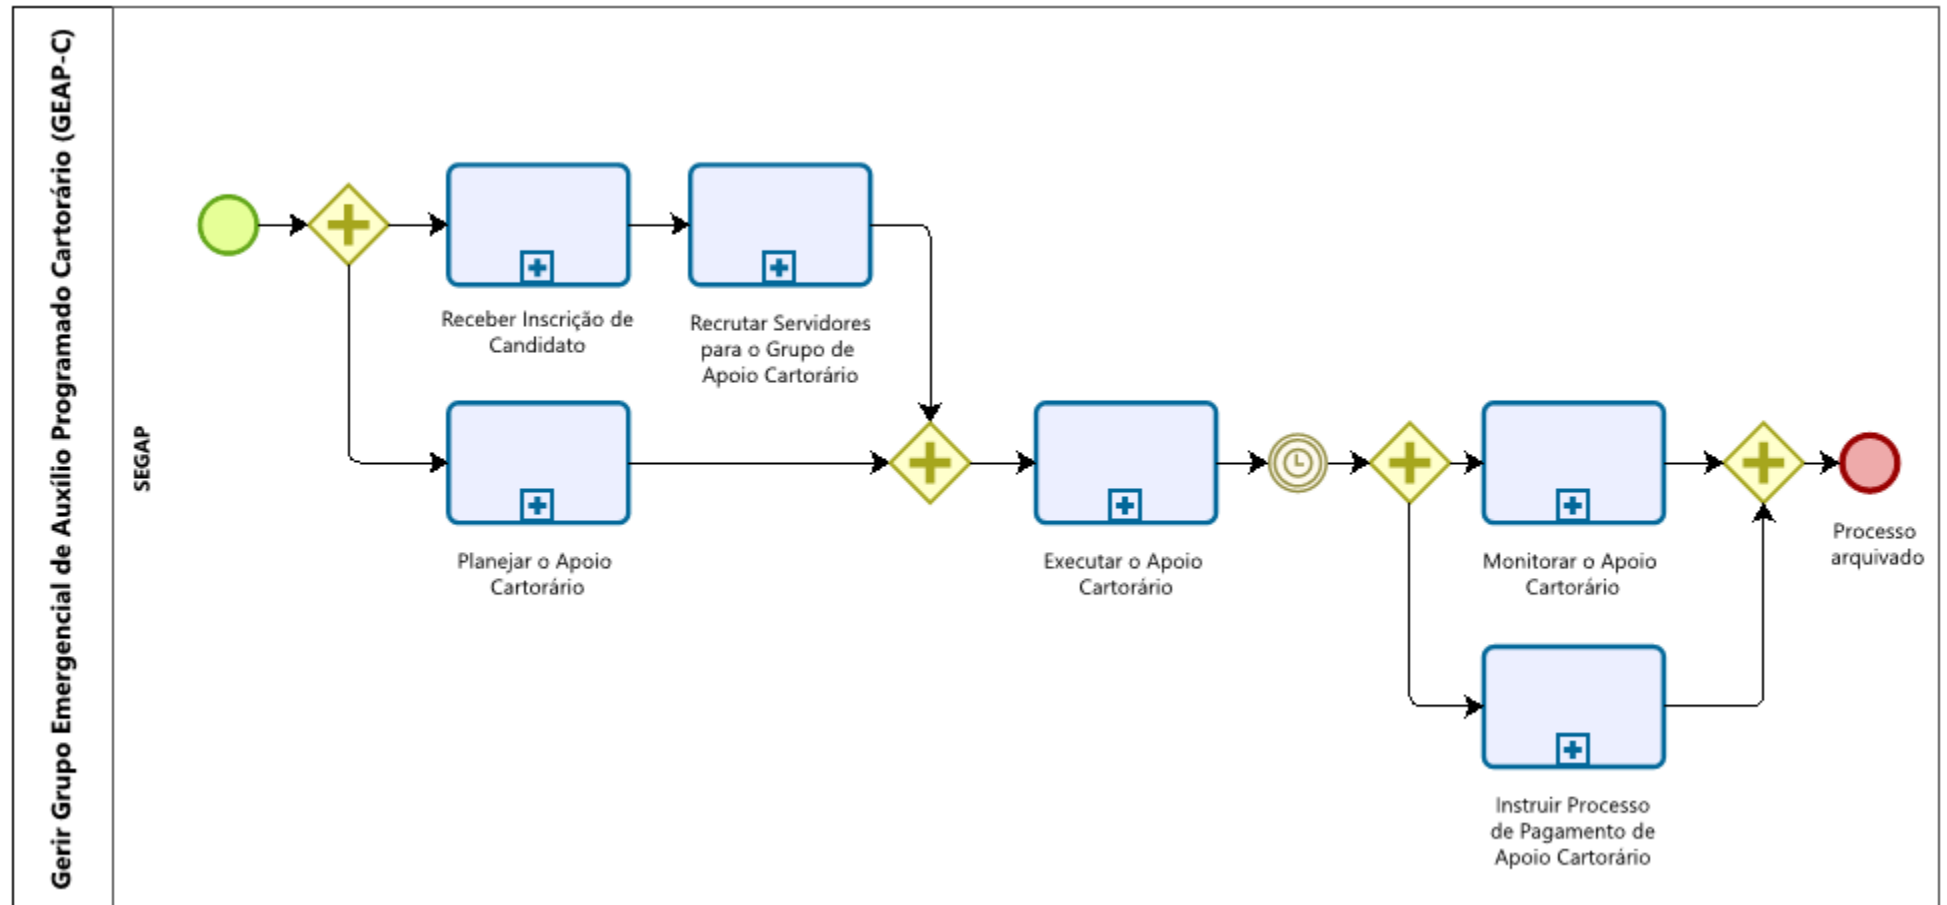 Gerir Grupo Emergencial de Auxílio Programado Cartorário (GEAP-C)
SEGAP
Receber Inscrição de
Candidato
Recrutar Servidores
para o Grupo de
Apoio Cartorário
Planejar o Apoio
Cartorário
Executar o Apoio
Cartorário
Monitorar o Apoio
Cartorário
Processo
arquivado
Instruir Processo
de Pagamento de
Apoio Cartorário